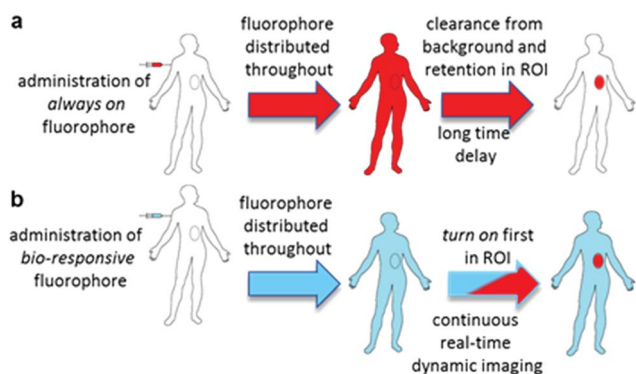 a
administration of
always on
fluorophore
fluorophore
distributed
throughout
clearance from
background and
retention in ROI
long time
delay
b
administration of
bio-responsive
fluorophore
fluorophore
distributed
throughout
turn on first
in ROI
continuous
real-time
dynamic imaging